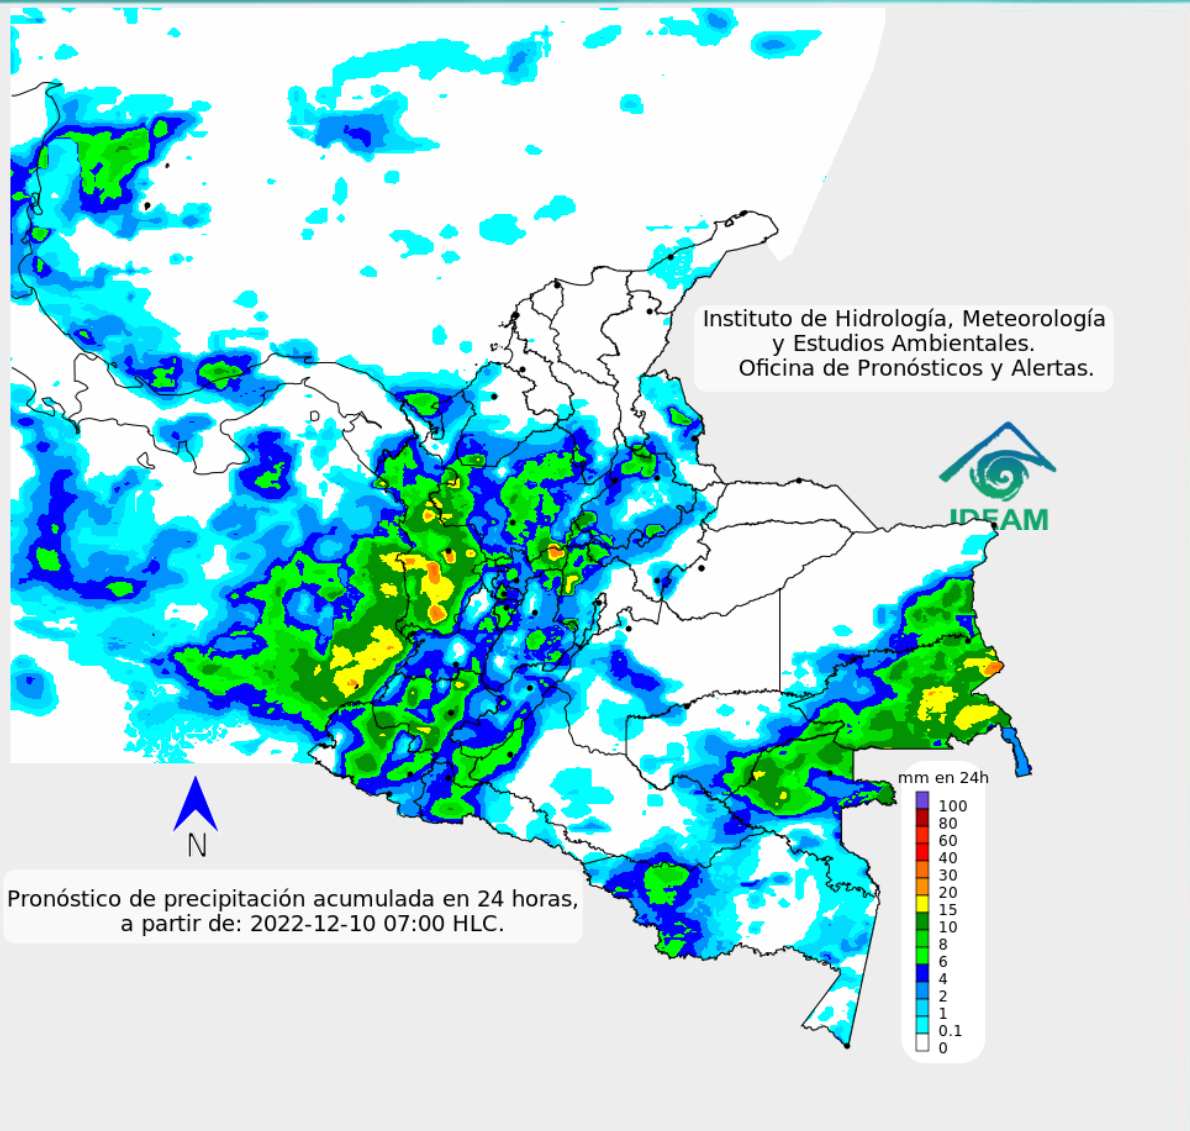 Instituto de Hidrología, Meteorología
y Estudios Ambientales.
Oficina de Pronósticos y Alertas.
IDEAM
mm en 24h
100
80
60
40
30
20
15
10
8
6
4
2
1
0.1
0
N
Pronóstico de precipitación acumulada en 24 horas,
a partir de: 2022-12-10 07:00 HLC.